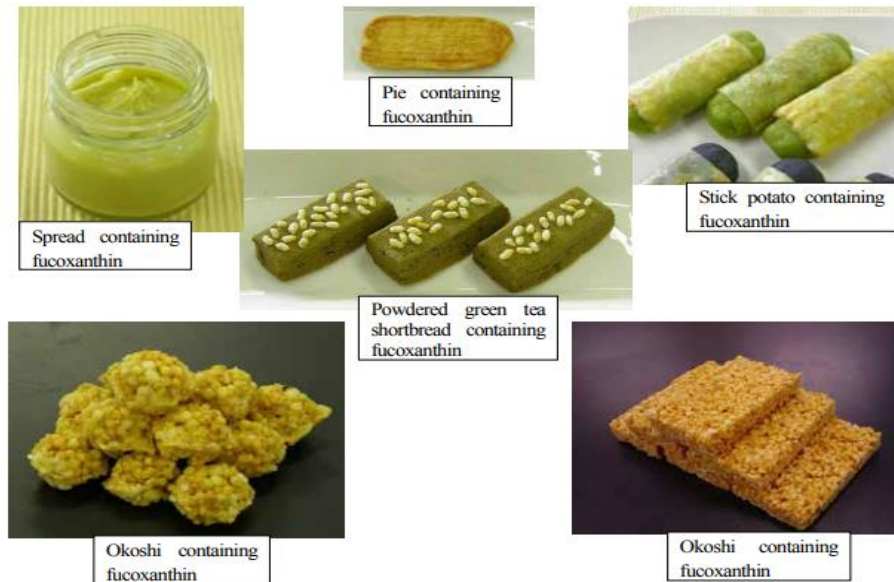 Pie containing
fucoxanthin
Stick potato containing
fucoxanthin
Spread containing
fucoxanthin
Powdered green tea
shortbread containing
fucoxanthin
Okoshi containing
fucoxanthin
Okoshi containing
fucoxanthin